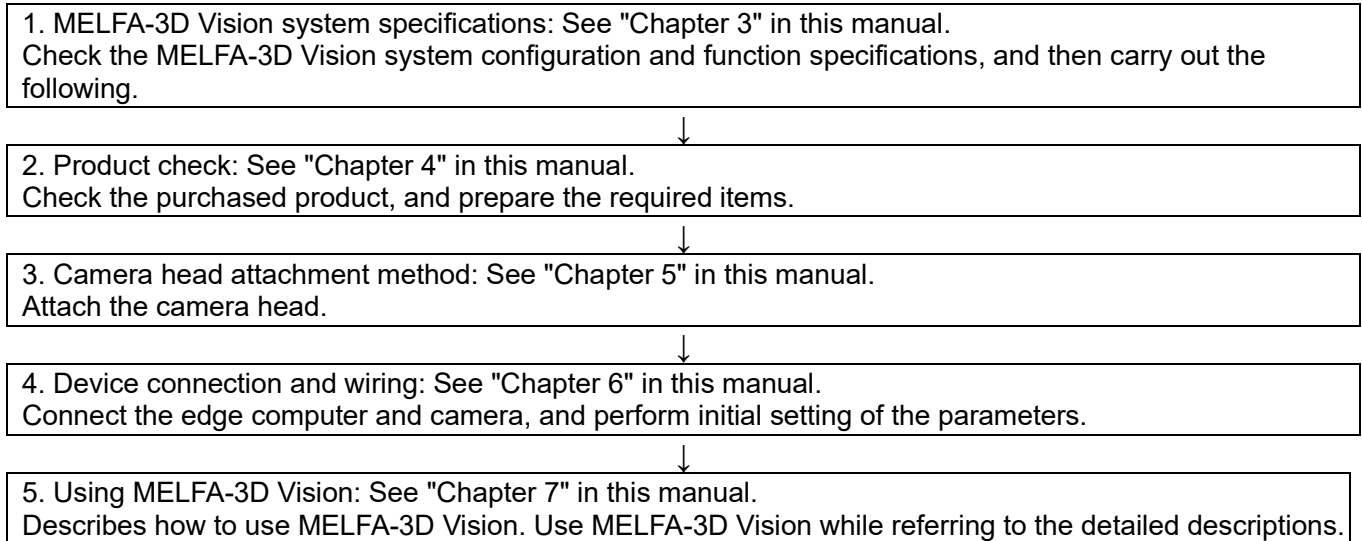 1. MELFA-3D Vision system specifications: See "Chapter 3" in this manual.
Check the MELFA-3D Vision system configuration and function specifications, and then carry out the
following.
↓
2. Product check: See "Chapter 4" in this manual.
Check the purchased product, and prepare the required items.
↓
3. Camera head attachment method: See "Chapter 5" in this manual.
Attach the camera head.
↓
4. Device connection and wiring: See "Chapter 6" in this manual.
Connect the edge computer and camera, and perform initial setting of the parameters.
↓
5. Using MELFA-3D Vision: See "Chapter 7" in this manual.
Describes how to use MELFA-3D Vision. Use MELFA-3D Vision while referring to the detailed descriptions.